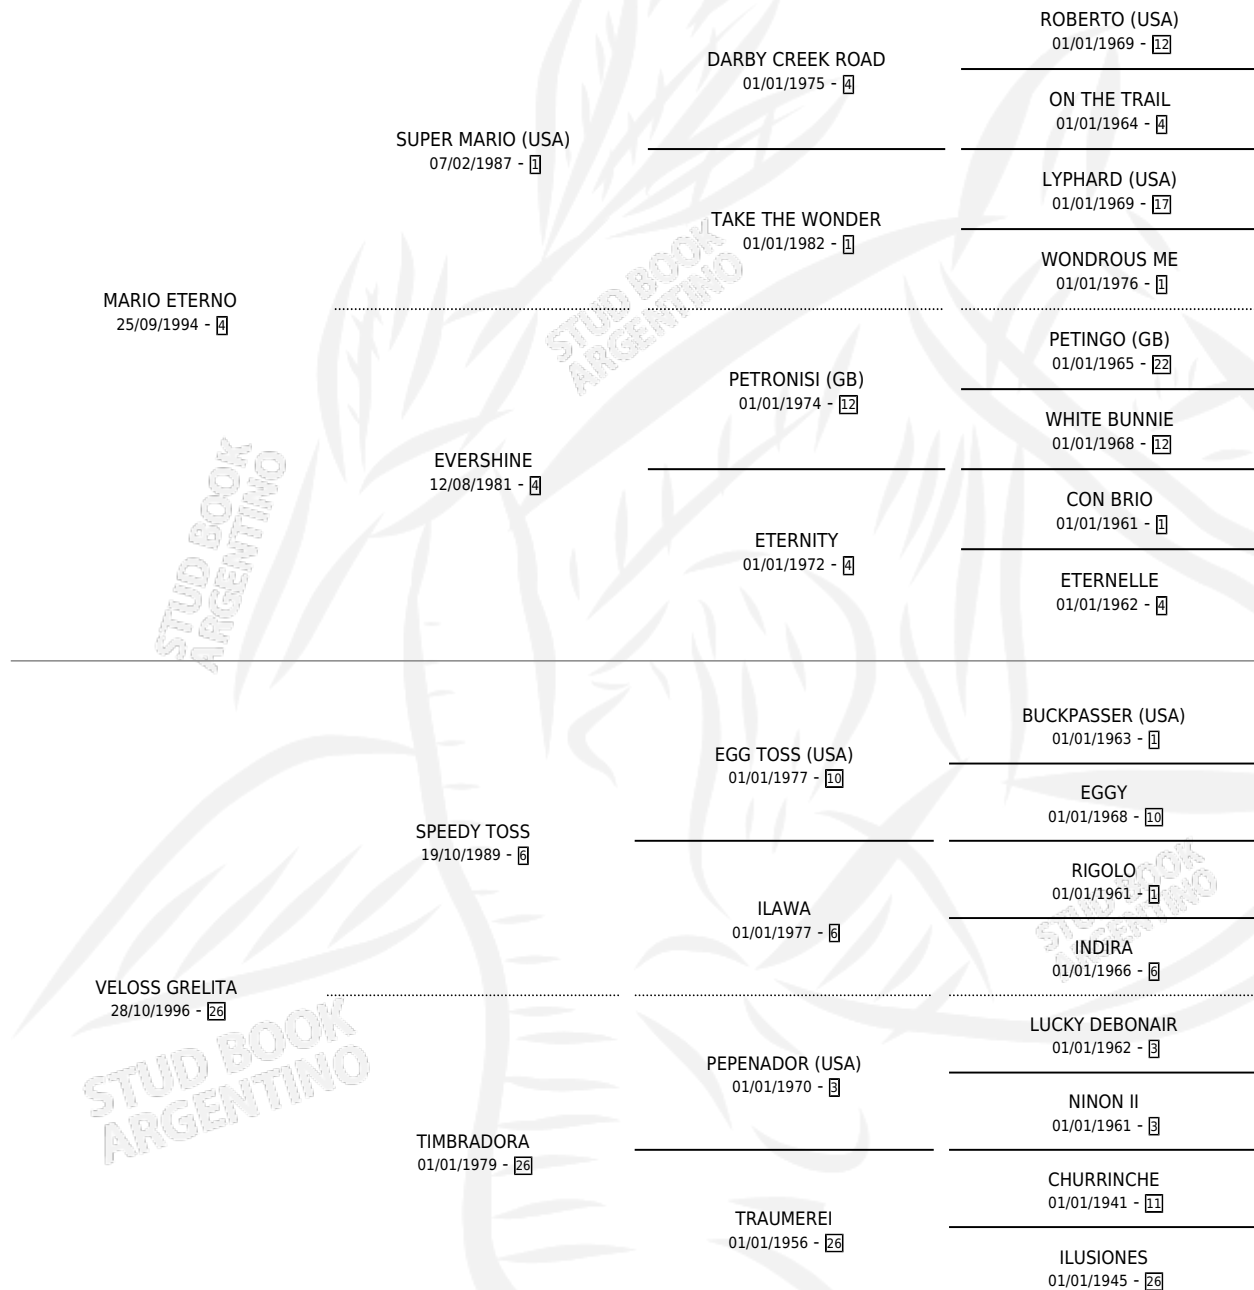 ROBERTO (USA)
01/01/1969 - 12
DARBY CREEK ROAD
01/01/1975 - 4
ON THE TRAIL
01/01/1964 - 4
SUPER MARIO (USA)
07/02/1987 - 1
LYPHARD (USA)
01/01/1969 - 17
TAKE THE WONDER
01/01/1982 - 1
WONDROUS ME
01/01/1976 - 1
MARIO ETERNO
25/09/1994 - 4
STUD BOOK
ARGENTINO
PETINGO (GB)
01/01/1965 - 22
PETRONISI (GB)
01/01/1974 - 12
WHITE BUNNIE
01/01/1968 - 12
EVERSHINE
12/08/1981 - 4
CON BRIO
01/01/1961 - 1
ETERNITY
01/01/1972 - 4
ETERNELLE
01/01/1962 - 4
STUD BOOK
ARGENTINO
BUCKPASSER (USA)
01/01/1963 - 1
EGG TOSS (USA)
01/01/1977 - 10
EGGY
01/01/1968 - 10
SPEEDY TOSS
19/10/1989 - 6
RIGOLO
01/01/1961 - 1
ILAWA
01/01/1977 - 6
INDIRA
01/01/1966 - 6
STUD BOOK
ARGENTINO
VELOSS GRELITA
28/10/1996 - 26
LUCKY DEBONAIR
01/01/1962 - 3
PEPENADOR (USA)
01/01/1970 - 3
NINON II
01/01/1961 - 3
STUD BOOK
ARGENTINO
TIMBRADORA
01/01/1979 - 26
CHURRINCHE
01/01/1941 - 11
TRAUMEREI
01/01/1956 - 26
ILUSIONES
01/01/1945 - 26